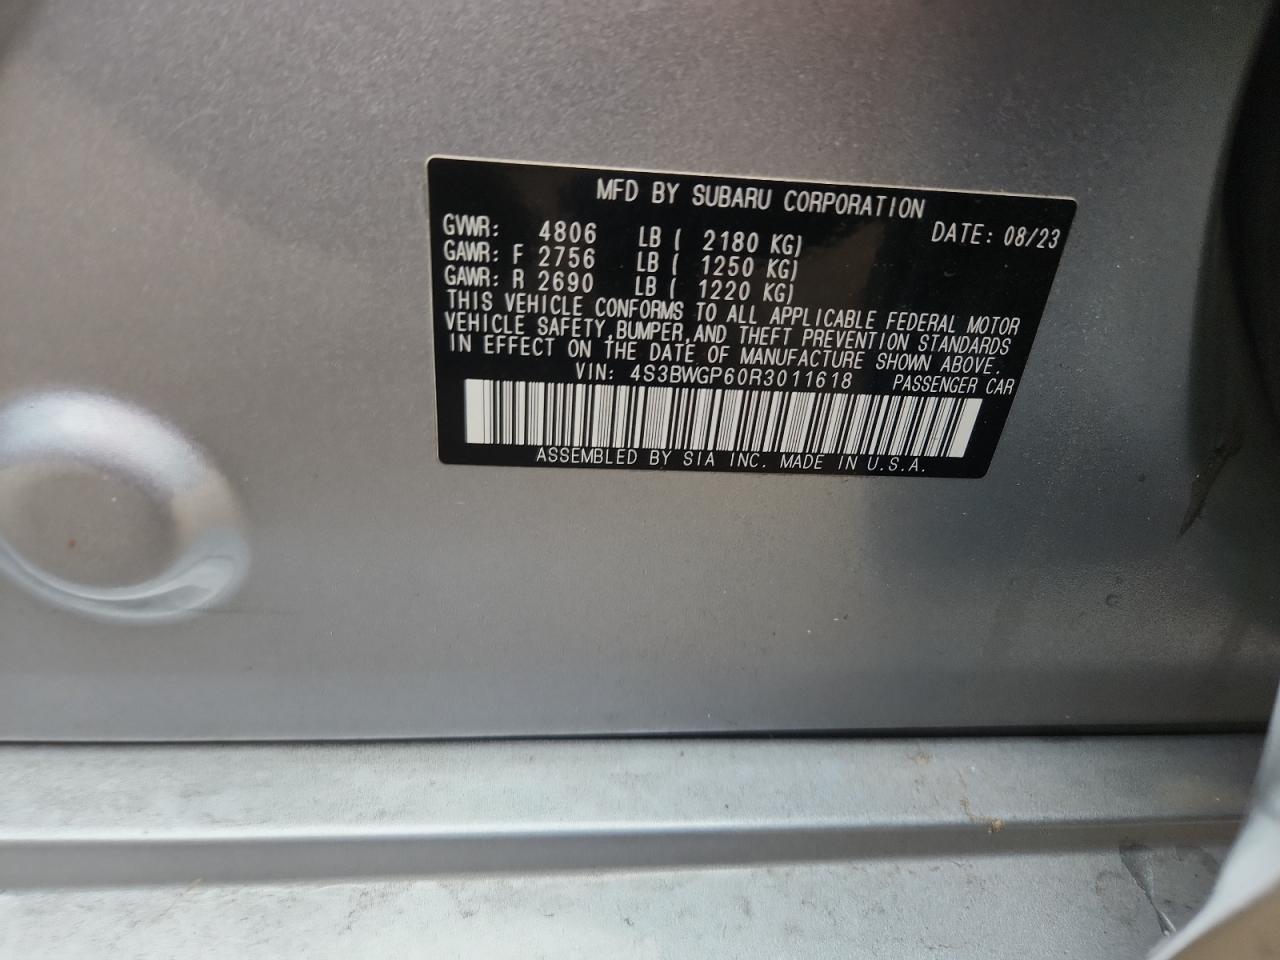 MFD BY SUBARU CORPORATION
GVWR: 4806 LB ( 2180 KG) DATE: 08/23
GAWR: F 2756 LB ( 1250 KG)
GAWR: R 2690 LB ( 1220 KG)
THIS VEHICLE CONFORMS TO ALL APPLICABLE FEDERAL MOTOR
VEHICLE SAFETY, BUMPER, AND THEFT PREVENTION STANDARDS
IN EFFECT ON THE DATE OF MANUFACTURE SHOWN ABOVE.
VIN: 4S3BWGP60R3011618 PASSENGER CAR
ASSEMBLED BY SIA INC. MADE IN U.S.A.